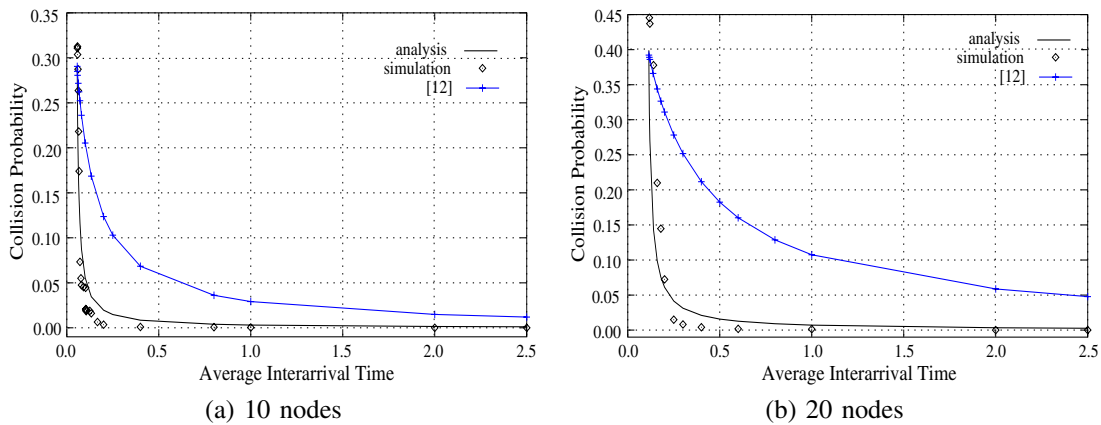 0.35
0.30
0.25
0.20
0.15
0.10
0.05
0.00
Collision Probability
analysis
simulation
[12]
0.0 0.5 1.0 1.5 2.0 2.5
Average Interarrival Time
(a) 10 nodes
0.45
0.40
0.35
0.30
0.25
0.20
0.15
0.10
0.05
0.00
Collision Probability
analysis
simulation
[12]
0.0 0.5 1.0 1.5 2.0 2.5
Average Interarrival Time
(b) 20 nodes